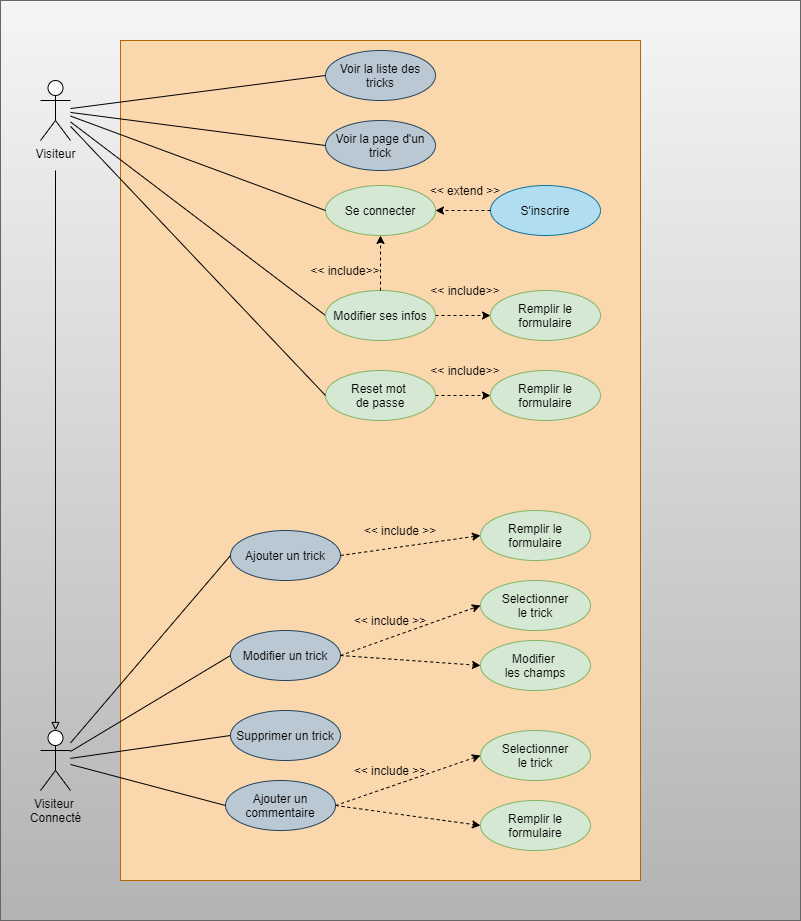 Voir la liste des
tricks
Visiteur
Voir la page d'un
trick
Se connecter
<< extend >>
S'inscrire
<< include>>
Modifier ses infos
<< include>>
Remplir le
formulaire
Reset mot
de passe
<< include>>
Remplir le
formulaire
Ajouter un trick
<< include >>
Remplir le
formulaire
Modifier un trick
<< include >>
Selectionner
le trick
Modifier
les champs
Supprimer un trick
Visiteur
Connecté
Ajouter un
commentaire
<< include >>
Selectionner
le trick
Remplir le
formulaire